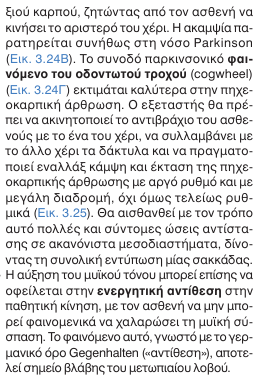 ξιού καρπού, ζητώντας από τον ασθενή να
κινήσει το αριστερό του χέρι. Η ακαμψία πα-
ρατηρείται συνήθως στη νόσο Parkinson
(Εικ. 3.24Β). Το συνοδό παρκινσονικό φαι-
νόμενο του οδοντωτού τροχού (cogwheel)
(Εικ. 3.24Γ) εκτιμάται καλύτερα στην πηχε-
οκαρπική άρθρωση. Ο εξεταστής θα πρέ-
πει να ακινητοποιεί το αντιβράχιο του ασθε-
νούς με το ένα του χέρι, να συλλαμβάνει με
το άλλο χέρι τα δάκτυλα και να πραγματο-
ποιεί εναλλάξ κάμψη και έκταση της πηχε-
οκαρπικής άρθρωσης με αργό ρυθμό και με
μεγάλη διαδρομή, όχι όμως τελείως ρυθ-
μικά (Εικ. 3.25). Θα αισθανθεί με τον τρόπο
αυτό πολλές και σύντομες ώσεις αντίστα-
σης σε ακανόνιστα μεσοδιαστήματα, δίνο-
ντας τη συνολική εντύπωση μίας σακκάδας.
Η αύξηση του μυϊκού τόνου μπορεί επίσης να
οφείλεται στην ενεργητική αντίθεση στην
παθητική κίνηση, με τον ασθενή να μην μπο-
ρεί φαινομενικά να χαλαρώσει τη μυϊκή σύ-
σπαση. Το φαινόμενο αυτό, γνωστό με το γερ-
μανικό όρο Gegenhalten («αντίθεση»), αποτε-
λεί σημείο βλάβης του μετωπιαίου λοβού.